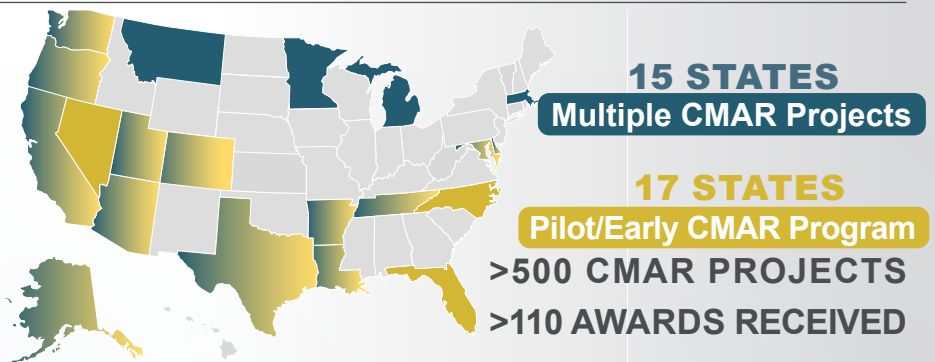 15 STATES
Multiple CMAR Projects
17 STATES
Pilot/Early CMAR Program
>500 CMAR PROJECTS
>110 AWARDS RECEIVED